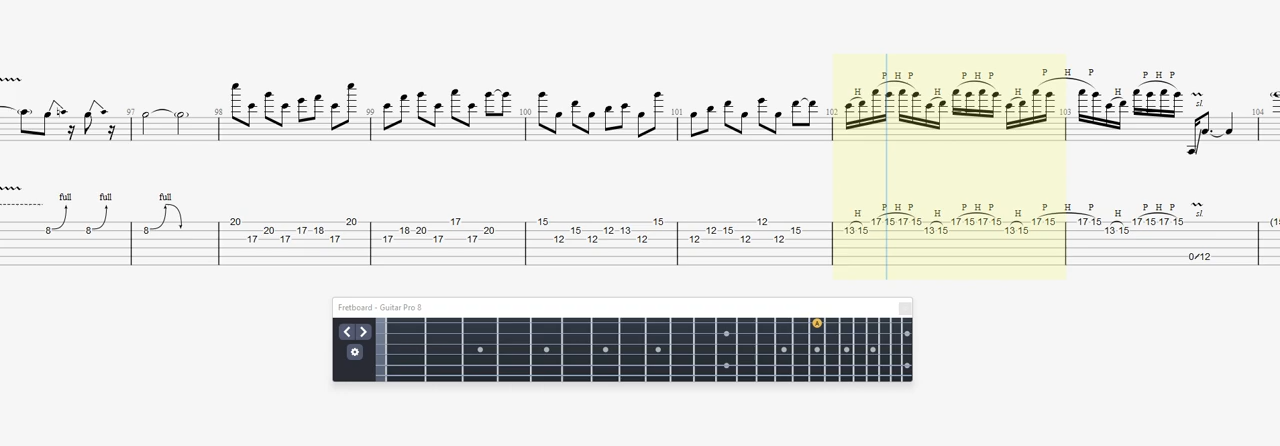 P H P P H P P H P P H P
H H H H
97 98 99 100 101 102 103 104
sl.
full full full
P H P P H P P H P P H P
H H H H
sl.
20 20 17 15 15 12 17 15 17 15 17 15 17 15 17 15 17 15 17 15 17 15
8 8 8 20 18 18 20 20 15 12 13 12 15 15 13 15 13 15 13 15 13 15
17 17 17 17 17 17 12 12 12 12 12 12
0 12
Fretboard - Guitar Pro 8
A